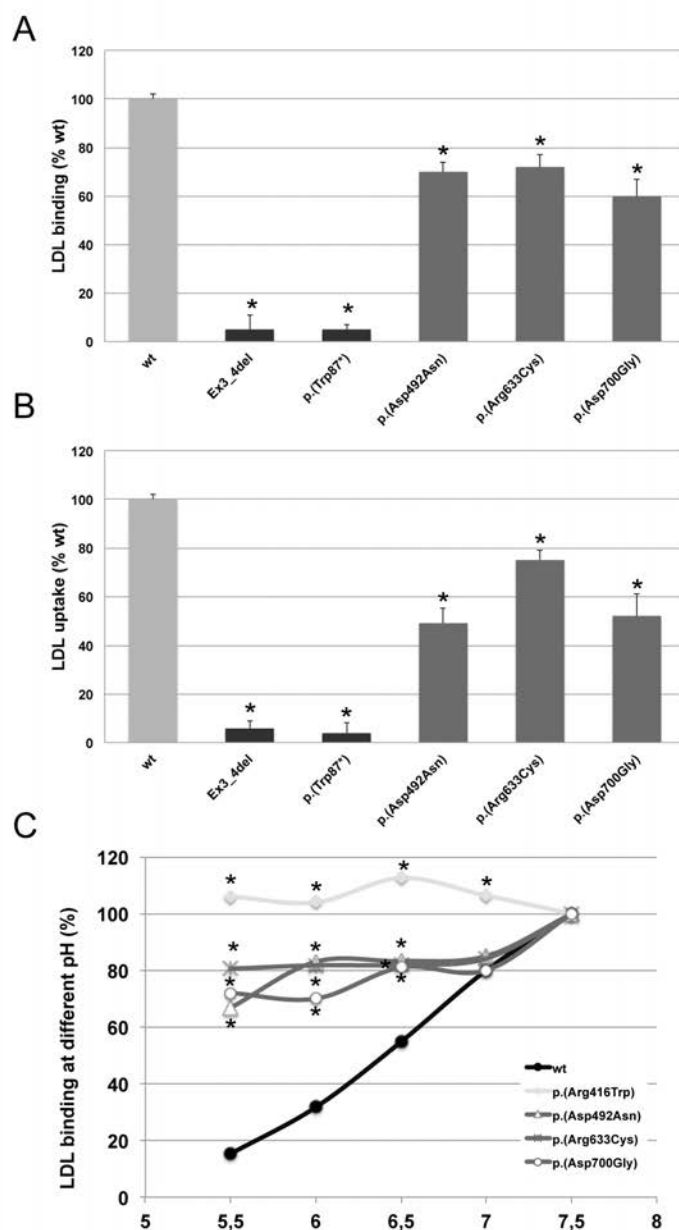 A
LDL binding (% wt)
120
100
80
60
40
20
0
*
*
*
*
*
wt
Ex3_4del
p.(Trp87*)
p.(Asp492Asn)
p.(Arg633Cys)
p.(Asp700Gly)
B
LDL uptake (% wt)
120
100
80
60
40
20
0
*
*
*
*
*
wt
Ex3_4del
p.(Trp87*)
p.(Asp492Asn)
p.(Arg633Cys)
p.(Asp700Gly)
C
LDL binding at different pH (%)
120
100
80
60
40
20
0
* * * *
* * *
* * * *
* *
wt
p.(Arg416Trp)
p.(Asp492Asn)
p.(Arg633Cys)
p.(Asp700Gly)
5 5,5 6 6,5 7 7,5 8